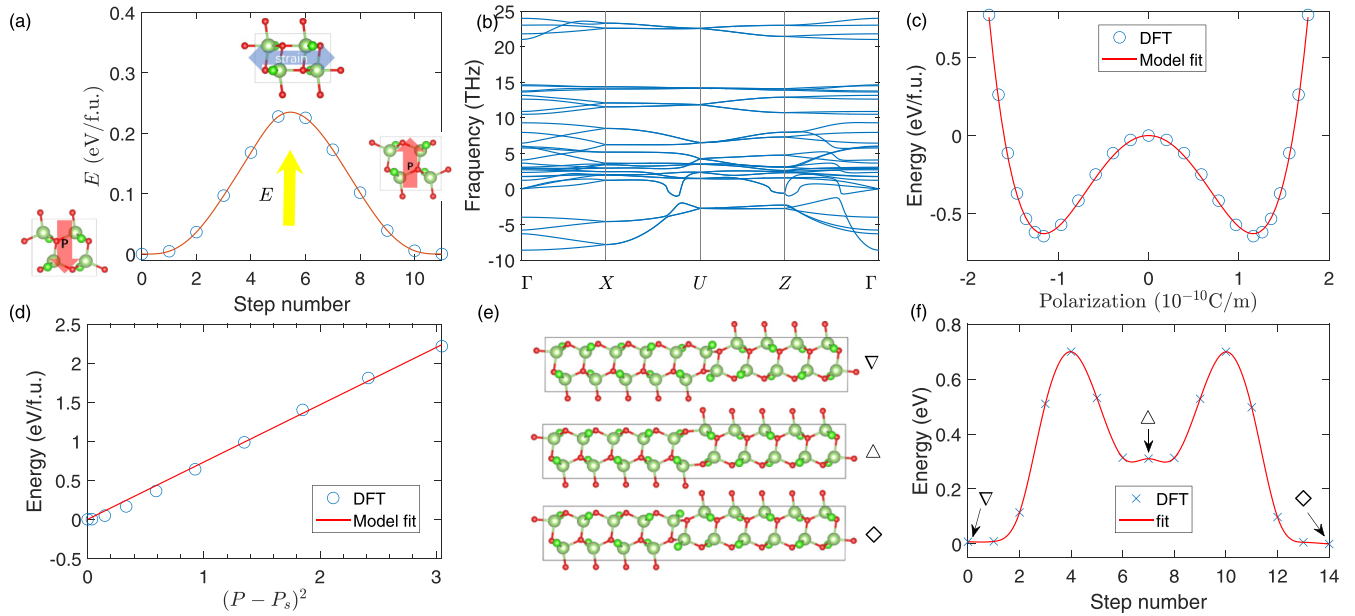 (a)
0.4
0.3
0.2
0.1
0
E (eV/f.u.)
strain
P
E
P
0 2 4 6 8 10
Step number
(b)
25
20
15
10
5
0
-5
-10
Fraquency (THz)
Γ X U Z Γ
(c)
0.5
0
-0.5
Energy (eV/f.u.)
DFT
Model fit
-2 -1 0 1 2
Polarization (10⁻¹⁰C/m)
(d)
2.5
2
1.5
1
0.5
0
-0.5
Energy (eV/f.u.)
DFT
Model fit
0 1 2 3
(P − Pₛ)²
(e)
▽
△
◇
(f)
0.8
0.6
0.4
0.2
0
Energy (eV)
▽
△
◇
DFT
fit
0 2 4 6 8 10 12 14
Step number